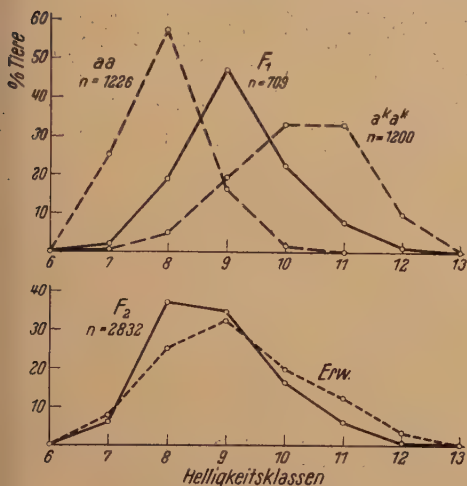 % Tiere
60
50
40
30
20
10
aa
n=1226
F₁
n=709
aᵏaᵏ
n=1200
6 7 8 9 10 11 12 13
40
30
20
10
F₂
n=2832
Erw.
6 7 8 9 10 11 12 13
Helligkeitsklassen